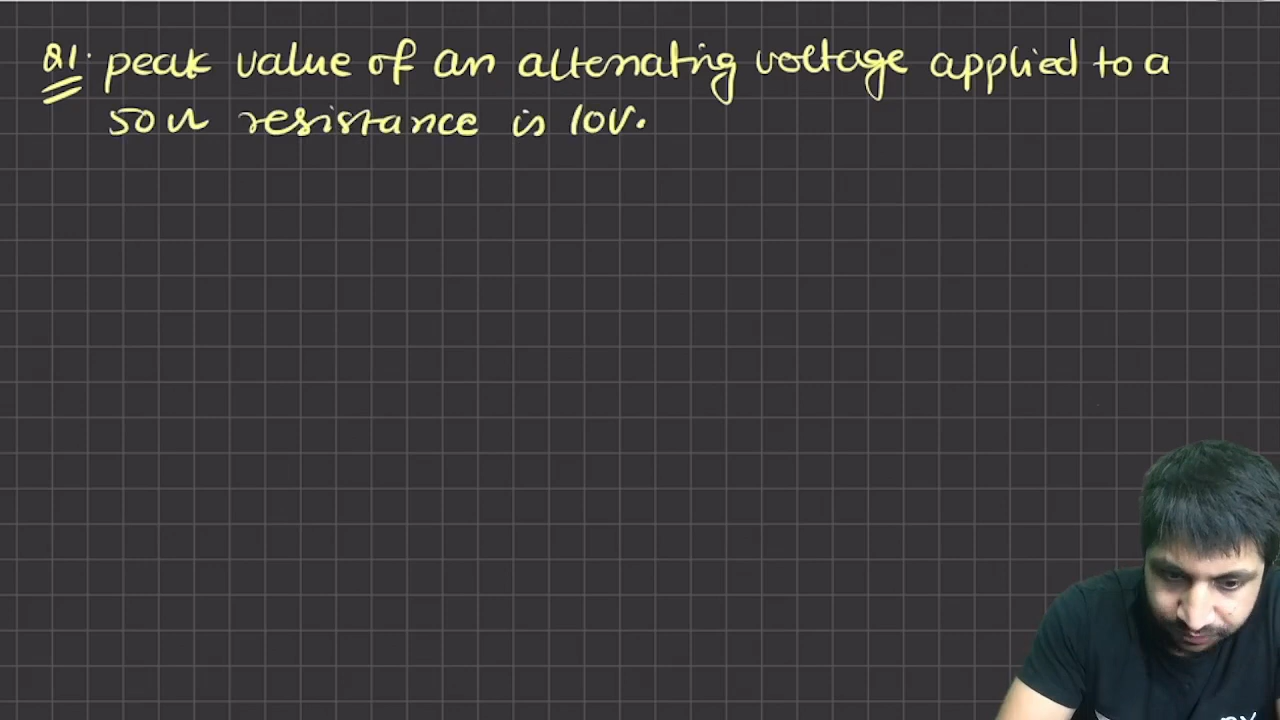 Q1. peak value of an alternating voltage applied to a
50Ω resistance is 10V.